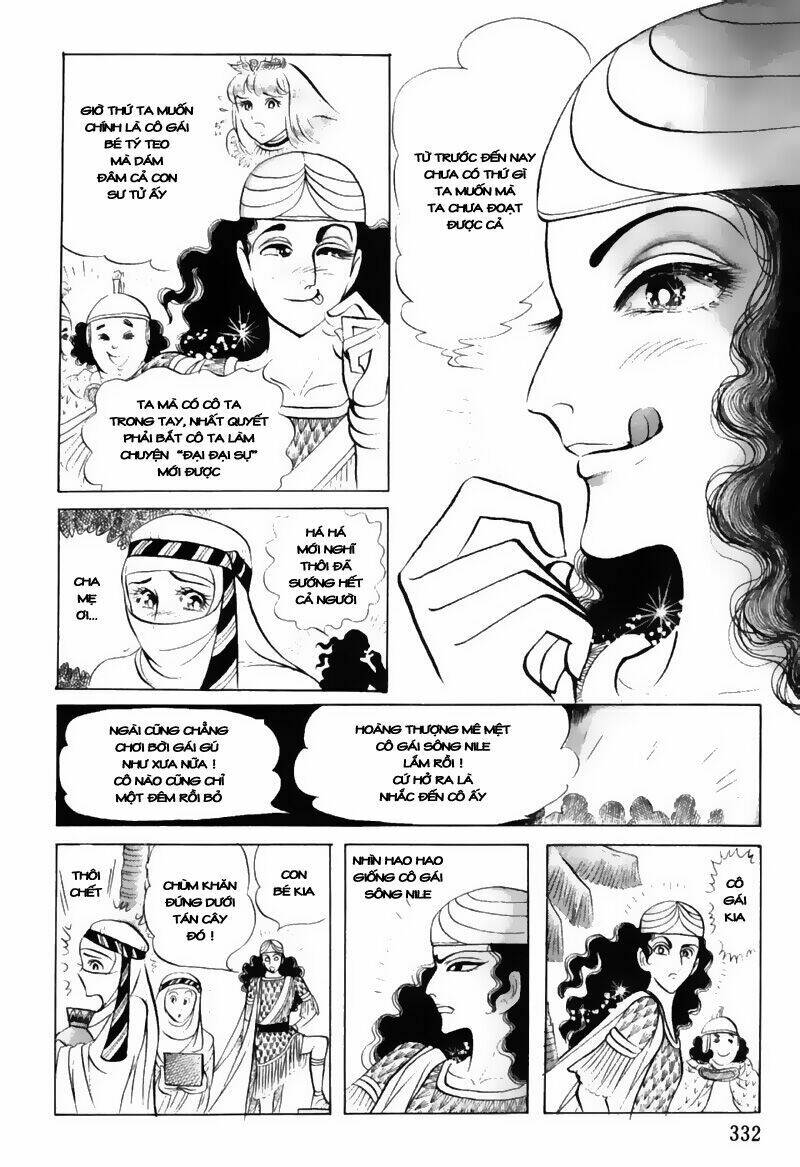 TỪ TRƯỚC ĐẾN NAY
CHƯA CÓ THỨ GÌ
TA MUỐN MÀ
TA CHƯA ĐOẠT
ĐƯỢC CẢ
GIỜ THỨ TA MUỐN
CHÍNH LÀ CÔ GÁI
BÉ TÝ TEO
MÀ DÁM
ĐÂM CẢ CON
SƯ TỬ ẤY
TA MÀ CÓ CÔ TA
TRONG TAY, NHẤT QUYẾT
PHẢI BẮT CÔ TA LÀM
CHUYỆN “ĐẠI ĐẠI SỰ”
MỚI ĐƯỢC
HÁ HÁ
MỚI NGHĨ
THÔI ĐÃ
SƯỚNG HẾT
CẢ NGƯỜI
CHA
MẸ
ƠI...
HOÀNG THƯỢNG MÊ MỆT
CÔ GÁI SÔNG NILE
LẮM RỒI !
CỨ HỞ RA LÀ
NHẮC ĐẾN CÔ ẤY
NGÀI CŨNG CHẲNG
CHƠI BỜI GÁI GÚ
NHƯ XƯA NỮA !
CÔ NÀO CŨNG CHỈ
MỘT ĐÊM RỒI BỎ
CÔ
GÁI
KIA
NHÌN HAO HAO
GIỐNG CÔ GÁI
SÔNG NILE
CON
BÉ KIA
CHÙM KHĂN
ĐỨNG DƯỚI
TÁN CÂY
ĐÓ !
THÔI
CHẾT
332